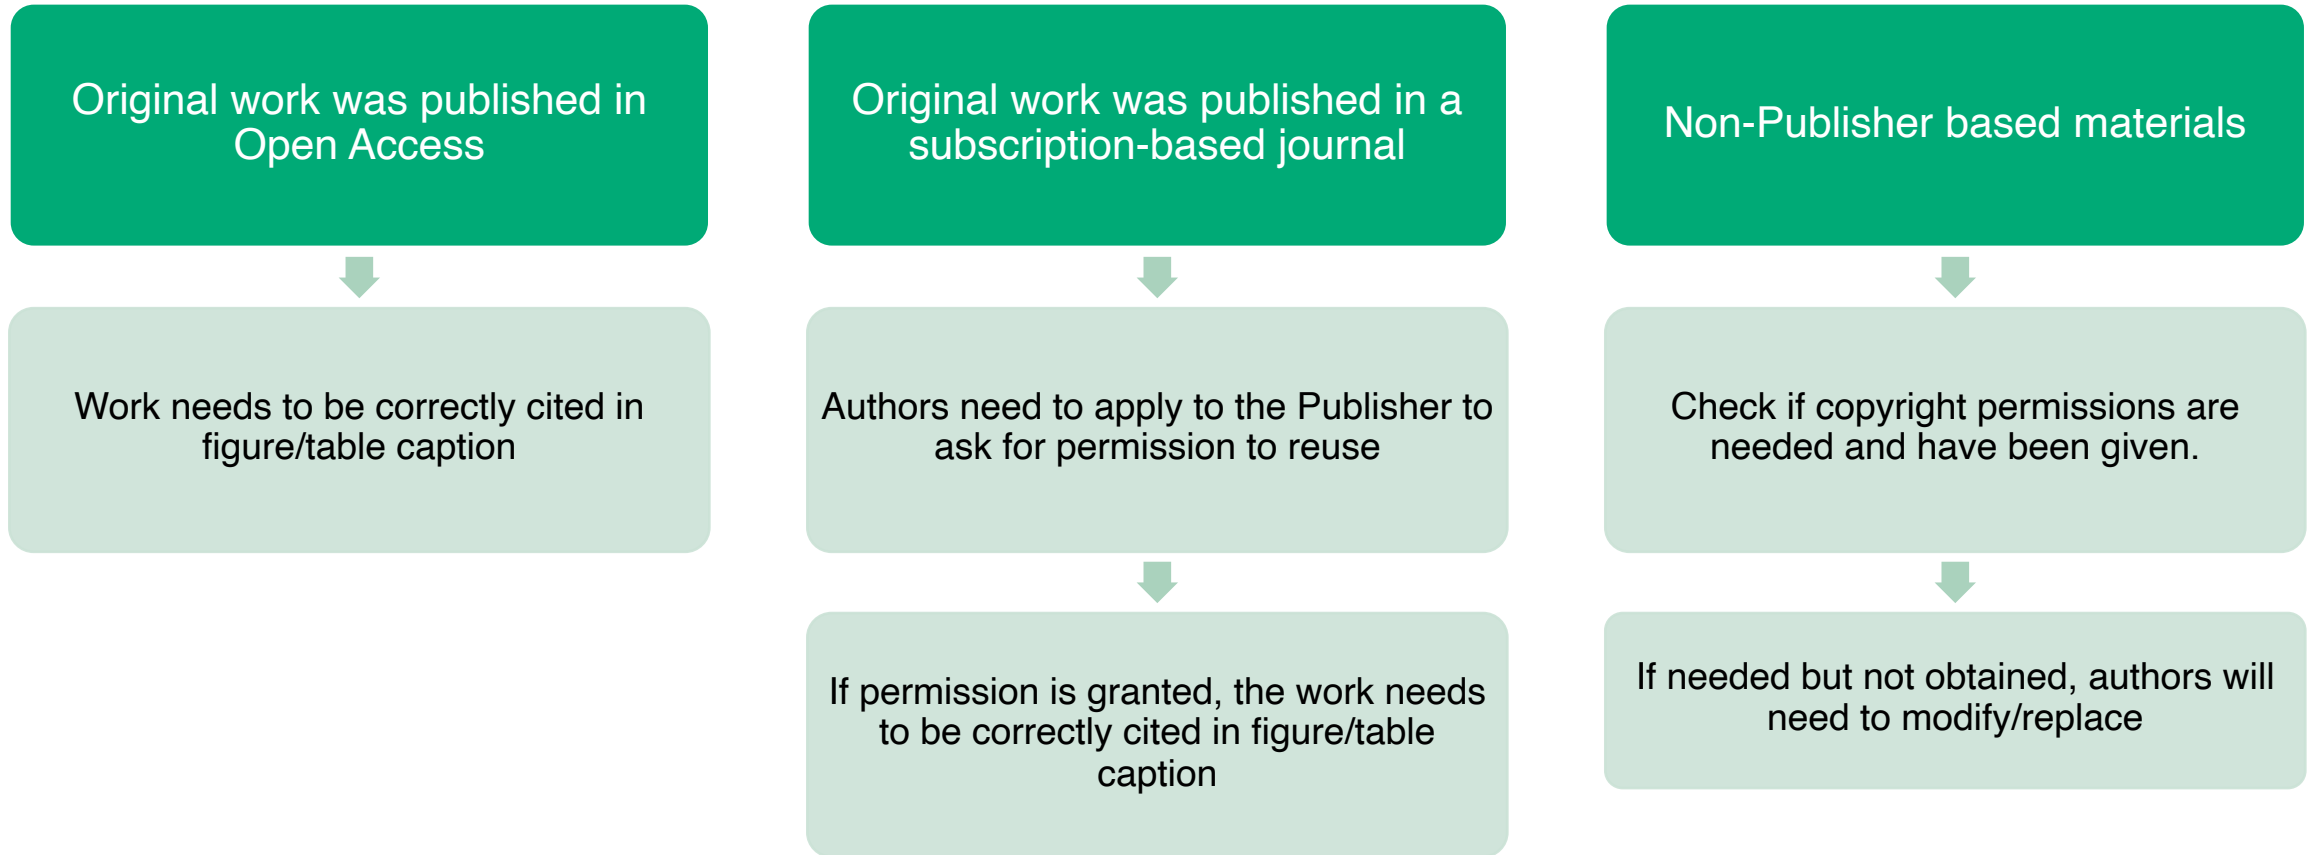 Original work was published in
Open Access
Work needs to be correctly cited in
figure/table caption
Original work was published in a
subscription-based journal
Authors need to apply to the Publisher to
ask for permission to reuse
If permission is granted, the work needs
to be correctly cited in figure/table
caption
Non-Publisher based materials
Check if copyright permissions are
needed and have been given.
If needed but not obtained, authors will
need to modify/replace